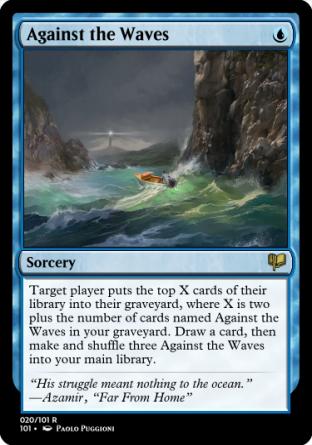 Against the Waves
Sorcery
Target player puts the top X cards of their
library into their graveyard, where X is two
plus the number of cards named Against the
Waves in your graveyard. Draw a card, then
make and shuffle three Against the Waves
into your main library.
“His struggle meant nothing to the ocean.”
—Azamir, “Far From Home”
020/101 R
101 • Paolo Puggioni